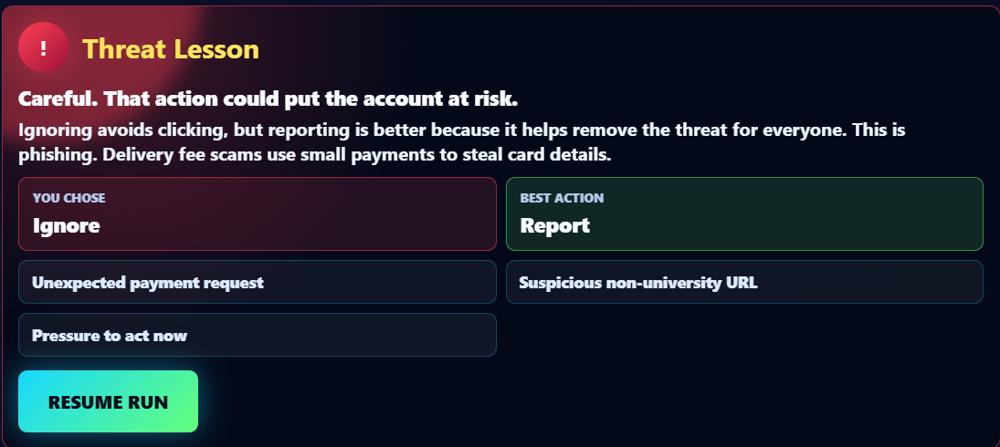 !
Threat Lesson
Careful. That action could put the account at risk.
Ignoring avoids clicking, but reporting is better because it helps remove the threat for everyone. This is
phishing. Delivery fee scams use small payments to steal card details.
YOU CHOSE
Ignore
BEST ACTION
Report
Unexpected payment request
Suspicious non-university URL
Pressure to act now
RESUME RUN